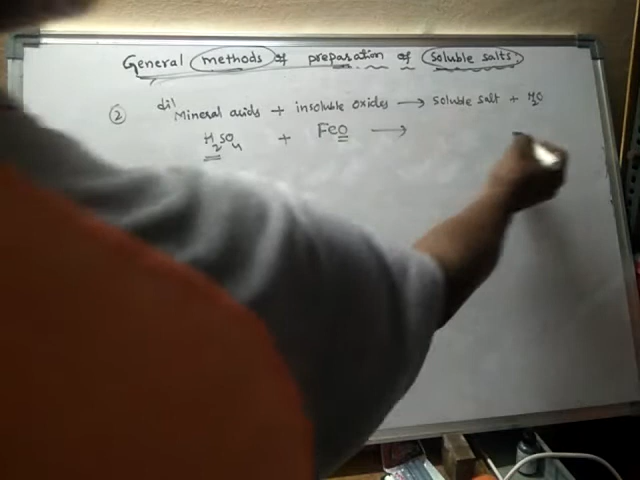 General methods of preparation of Soluble salts
② dil Mineral acids + insoluble oxides → soluble salt + H₂O
H₂SO₄ + FeO →